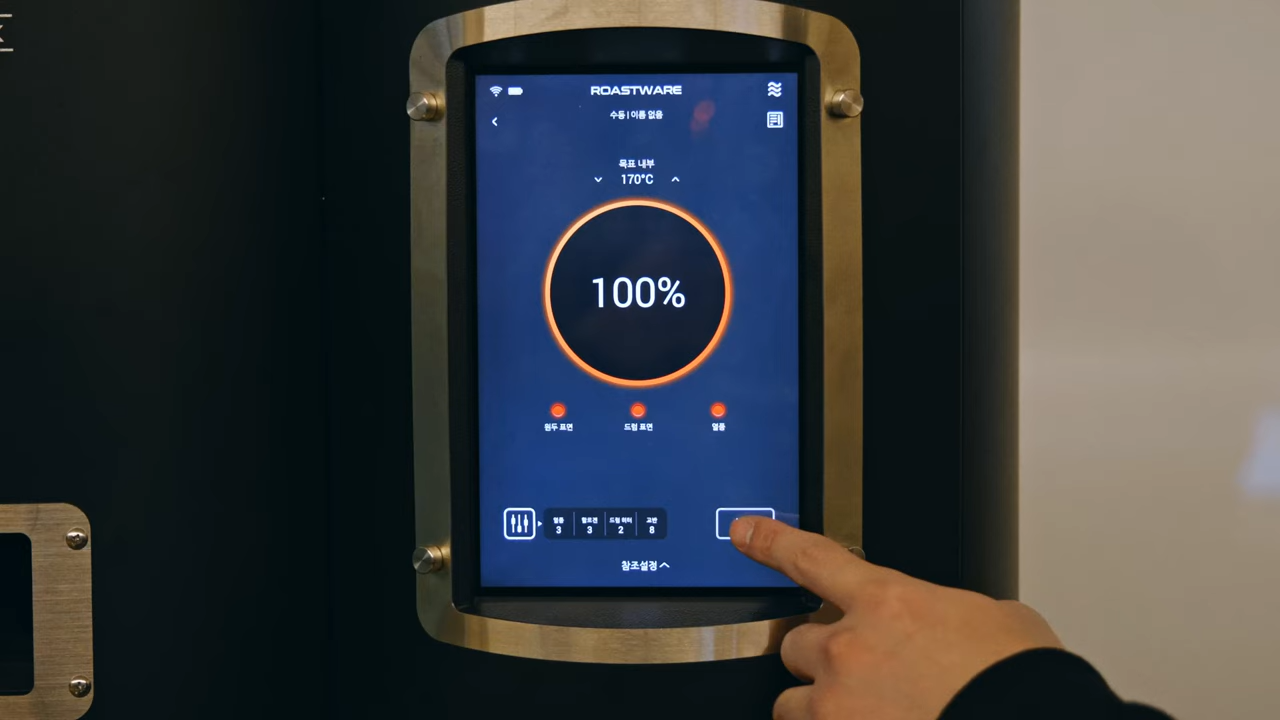 ROASTWARE
수동 | 이름 없음
목표 내부
170°C
100%
원두 표면
드럼 표면
열풍
열풍 할로겐 드럼 히터 교반
3 3 2 8
참조설정